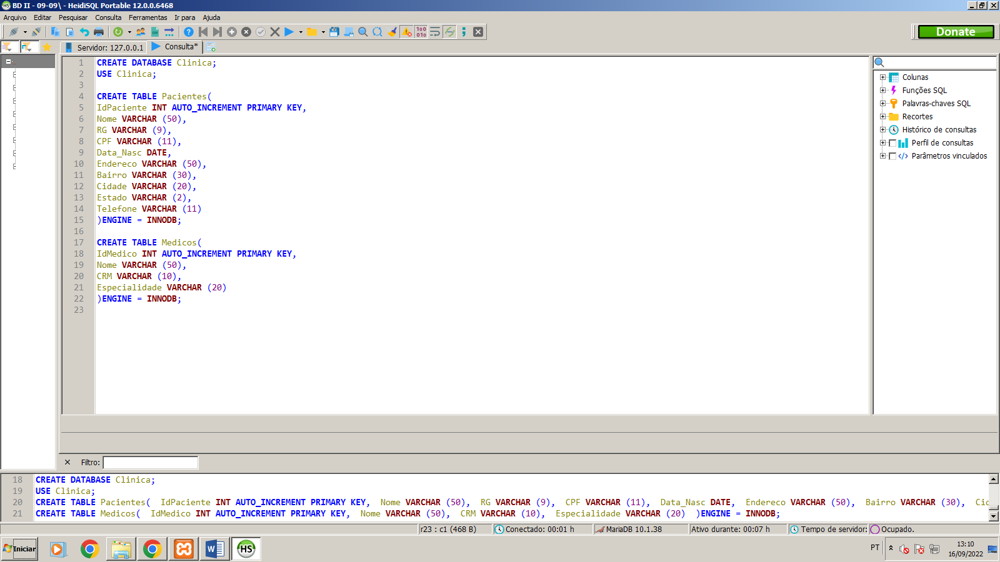 BD II - 09-09\ - HeidiSQL Portable 12.0.0.6468
Arquivo Editar Pesquisar Consulta Ferramentas Ir para Ajuda
Donate
Servidor: 127.0.0.1 Consulta*
1 CREATE DATABASE Clinica;
2 USE Clinica;
3
4 CREATE TABLE Pacientes(
5 IdPaciente INT AUTO_INCREMENT PRIMARY KEY,
6 Nome VARCHAR (50),
7 RG VARCHAR (9),
8 CPF VARCHAR (11),
9 Data_Nasc DATE,
10 Endereco VARCHAR (50),
11 Bairro VARCHAR (30),
12 Cidade VARCHAR (20),
13 Estado VARCHAR (2),
14 Telefone VARCHAR (11)
15 )ENGINE = INNODB;
16
17 CREATE TABLE Medicos(
18 IdMedico INT AUTO_INCREMENT PRIMARY KEY,
19 Nome VARCHAR (50),
20 CRM VARCHAR (10),
21 Especialidade VARCHAR (20)
22 )ENGINE = INNODB;
23
Colunas
Funções SQL
Palavras-chaves SQL
Recortes
Histórico de consultas
Perfil de consultas
Parâmetros vinculados
Filtro:
18 CREATE DATABASE Clinica;
19 USE Clinica;
20 CREATE TABLE Pacientes( IdPaciente INT AUTO_INCREMENT PRIMARY KEY, Nome VARCHAR (50), RG VARCHAR (9), CPF VARCHAR (11), Data_Nasc DATE, Endereco VARCHAR (50), Bairro VARCHAR (30), Cid
21 CREATE TABLE Medicos( IdMedico INT AUTO_INCREMENT PRIMARY KEY, Nome VARCHAR (50), CRM VARCHAR (10), Especialidade VARCHAR (20) )ENGINE = INNODB;
r23 : c1 (468 B) Conectado: 00:01 h MariaDB 10.1.38 Ativo durante: 00:07 h Tempo de servidor: Ocupado.
Iniciar HS PT 13:10
16/09/2022